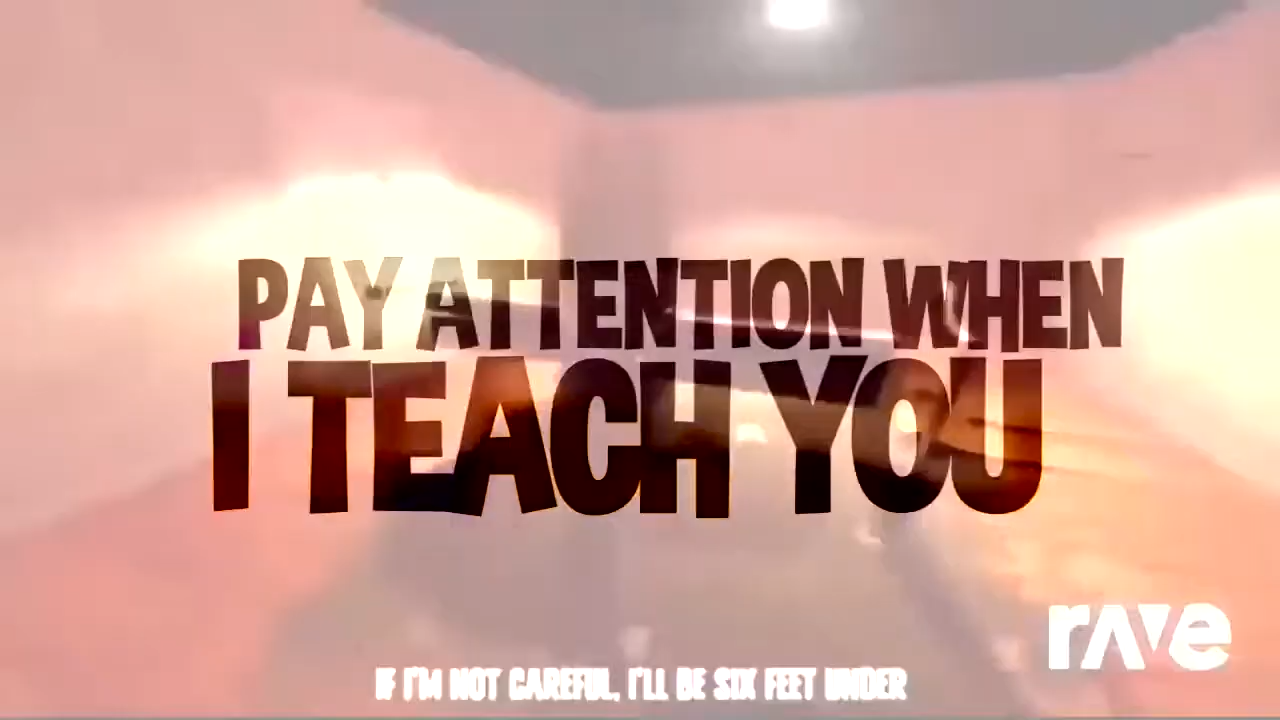 PAY ATTENTION WHEN
I TEACH YOU
rave
IF I'M NOT CAREFUL, I'LL BE SIX FEET UNDER